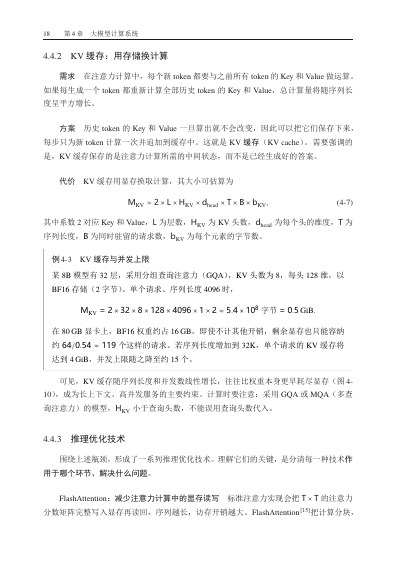 18 第 4 章 大模型计算系统
4.4.2 KV 缓存：用存储换计算
需求 在注意力计算中，每个新 token 都要与之前所有 token 的 Key 和 Value 做运算。
如果每生成一个 token 都重新计算全部历史 token 的 Key 和 Value，总计算量将随序列长
度呈平方增长。
方案 历史 token 的 Key 和 Value 一旦算出就不会改变，因此可以把它们保存下来，
每步只为新 token 计算一次并追加到缓存中。这就是 KV 缓存（KV cache）。需要强调的
是，KV 缓存保存的是注意力计算所需的中间状态，而不是已经生成好的答案。
代价 KV 缓存用显存换取计算，其大小可估算为
M_KV ≈ 2 × L × H_KV × d_head × T × B × b_KV, (4-7)
其中系数 2 对应 Key 和 Value，L 为层数，H_KV 为 KV 头数，d_head 为每个头的维度，T 为
序列长度，B 为同时驻留的请求数，b_KV 为每个元素的字节数。
例 4-3 KV 缓存与并发上限
某 8B 模型有 32 层，采用分组查询注意力（GQA），KV 头数为 8，每头 128 维，以
BF16 存储（2 字节）。单个请求、序列长度 4096 时，
M_KV = 2 × 32 × 8 × 128 × 4096 × 1 × 2 ≈ 5.4 × 10⁸ 字节 = 0.5 GiB.
在 80 GB 显卡上，BF16 权重约占 16 GB。即使不计其他开销，剩余显存也只能容纳
约 64/0.54 ≈ 119 个这样的请求。若序列长度增加到 32K，单个请求的 KV 缓存将
达到 4 GiB，并发上限随之降至约 15 个。
可见，KV 缓存随序列长度和并发数线性增长，往往比权重本身更早耗尽显存（图 4-
10），成为长上下文、高并发服务的主要约束。计算时要注意：采用 GQA 或 MQA（多查
询注意力）的模型，H_KV 小于查询头数，不能误用查询头数代入。
4.4.3 推理优化技术
围绕上述瓶颈，形成了一系列推理优化技术。理解它们的关键，是分清每一种技术作
用于哪个环节、解决什么问题。
FlashAttention：减少注意力计算中的显存读写 标准注意力实现会把 T × T 的注意力
分数矩阵完整写入显存再读回，序列越长，访存开销越大。FlashAttention[15]把计算分块，